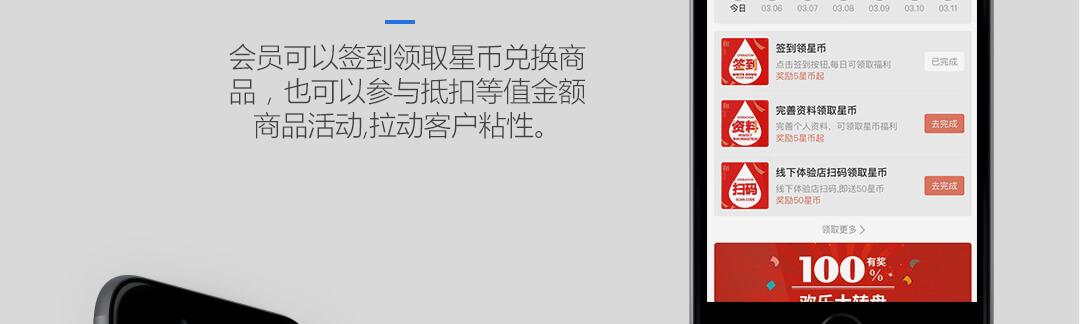 会员可以签到领取星币兑换商
品，也可以参与抵扣等值金额
商品活动,拉动客户粘性。
今日 03.06 03.07 03.08 03.09 03.10 03.11
签到
签到领星币
点击签到按钮,每日可领取福利
奖励5星币起
已完成
资料
完善资料领取星币
完善个人资料，可领取星币福利
奖励5星币起
去完成
扫码
SCAN CODE
线下体验店扫码领取星币
线下体验店扫码,即送50星币
奖励50星币
去完成
领取更多
100%有奖
欢乐大转盘